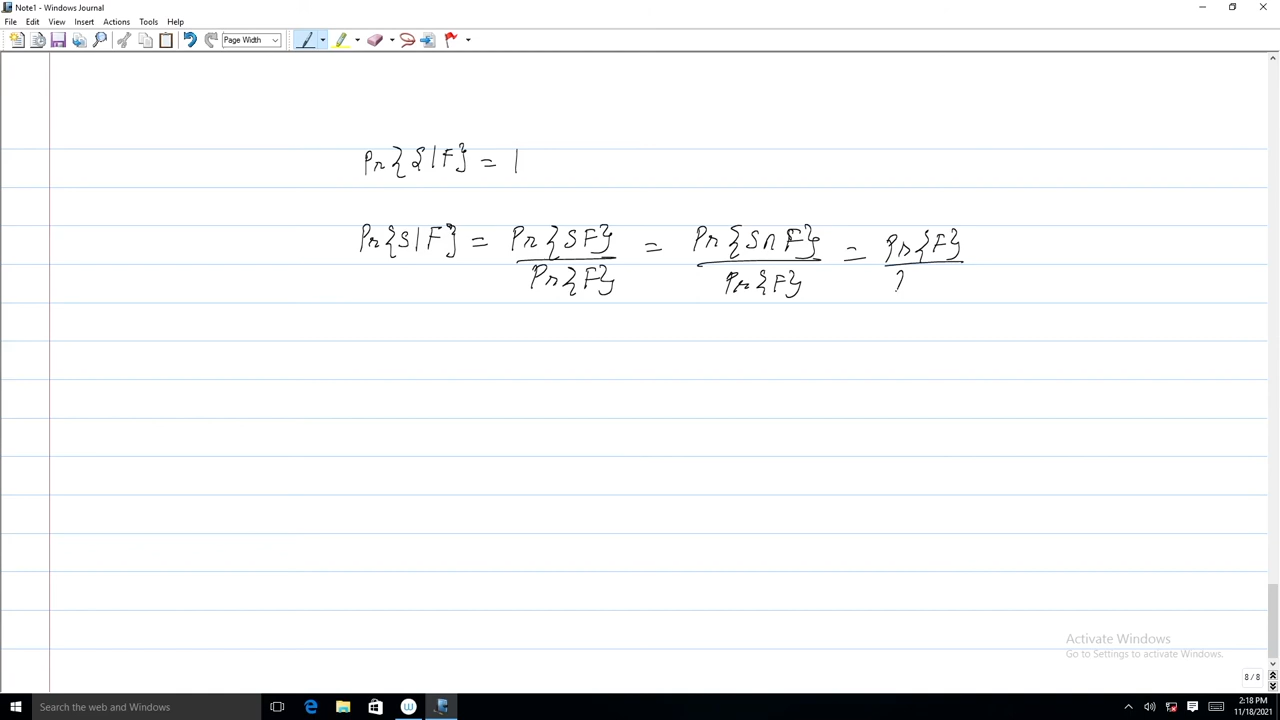 Note1 - Windows Journal
File Edit View Insert Actions Tools Help
Page Width
Pr{S|F} = 1
Pr{S|F} = Pr{SF} / Pr{F} = Pr{S∩F} / Pr{F} = Pr{F} /
Activate Windows
Go to Settings to activate Windows.
8 / 8
Search the web and Windows
2:18 PM
11/18/2021